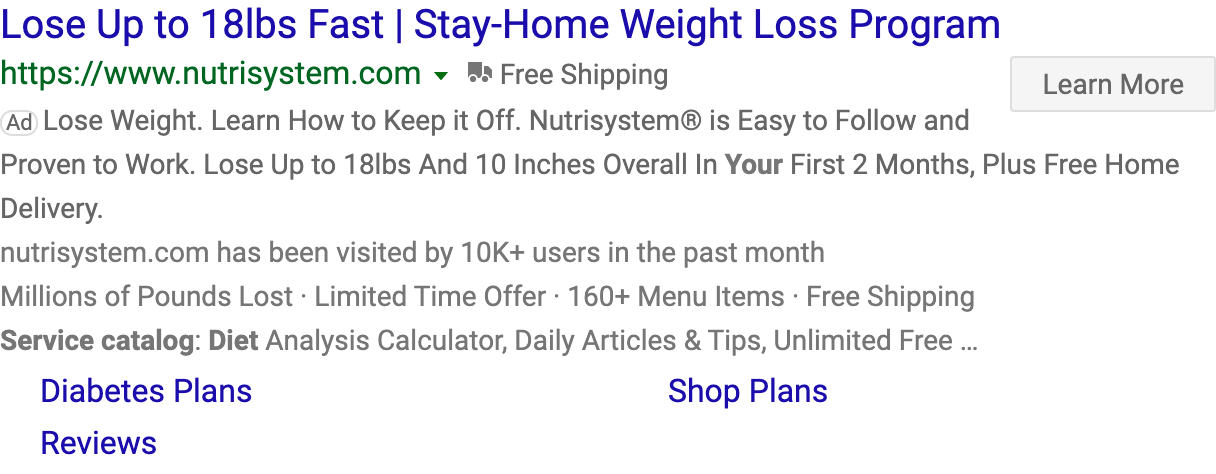 Lose Up to 18lbs Fast | Stay-Home Weight Loss Program
https://www.nutrisystem.com Free Shipping
Learn More
Ad Lose Weight. Learn How to Keep it Off. Nutrisystem® is Easy to Follow and
Proven to Work. Lose Up to 18lbs And 10 Inches Overall In Your First 2 Months, Plus Free Home
Delivery.
nutrisystem.com has been visited by 10K+ users in the past month
Millions of Pounds Lost · Limited Time Offer · 160+ Menu Items · Free Shipping
Service catalog: Diet Analysis Calculator, Daily Articles & Tips, Unlimited Free ...
Diabetes Plans
Shop Plans
Reviews